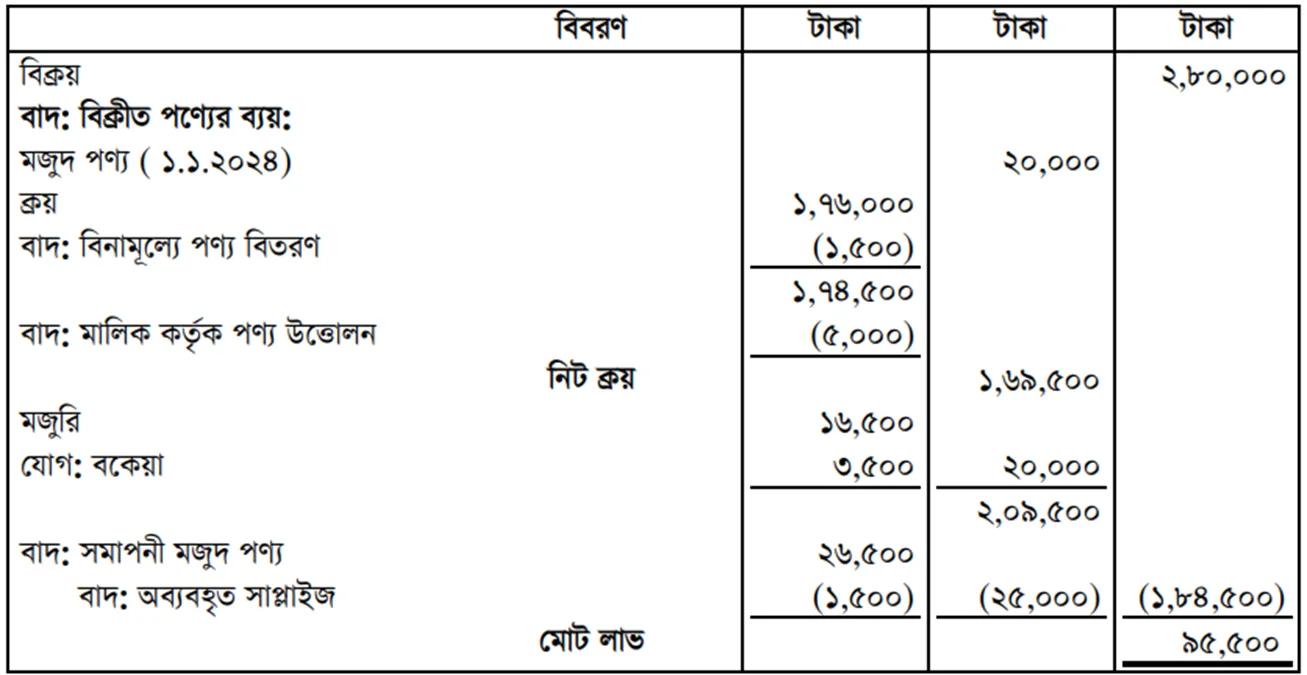 বিবরণ টাকা টাকা টাকা
বিক্রয় ২,৮০,০০০
বাদ: বিক্রীত পণ্যের ব্যয়:
মজুদ পণ্য ( ১.১.২০২৪) ২০,০০০
ক্রয় ১,৭৬,০০০
বাদ: বিনামূল্যে পণ্য বিতরণ (১,৫০০)
১,৭৪,৫০০
বাদ: মালিক কর্তৃক পণ্য উত্তোলন (৫,০০০)
নিট ক্রয় ১,৬৯,৫০০
মজুরি ১৬,৫০০
যোগ: বকেয়া ৩,৫০০ ২০,০০০
২,০৯,৫০০
বাদ: সমাপনী মজুদ পণ্য ২৬,৫০০
বাদ: অব্যবহৃত সাপ্লাইজ (১,৫০০) (২৫,০০০) (১,৮৪,৫০০)
মোট লাভ ৯৫,৫০০